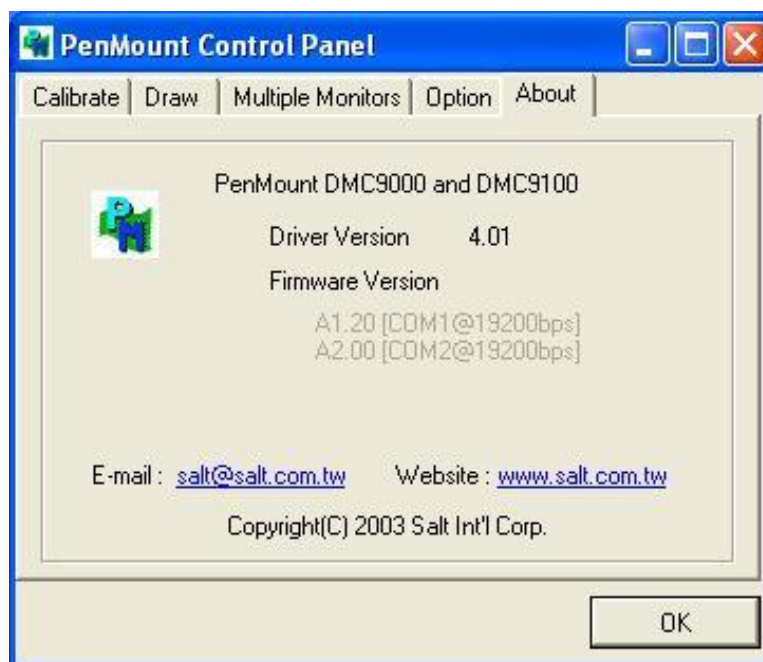 PenMount Control Panel
Calibrate Draw Multiple Monitors Option About
PM
PenMount DMC9000 and DMC9100
Driver Version 4.01
Firmware Version
A1.20 [COM1@19200bps]
A2.00 [COM2@19200bps]
E-mail : salt@salt.com.tw Website : www.salt.com.tw
Copyright(C) 2003 Salt Int'l Corp.
OK